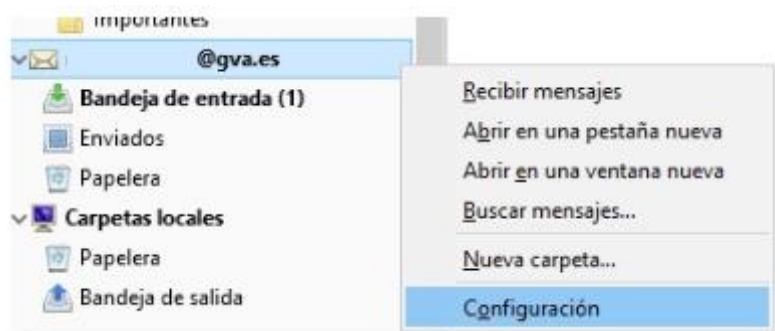 Importantes
@gva.es
Bandeja de entrada (1)
Enviados
Papelera
Carpetas locales
Papelera
Bandeja de salida
Recibir mensajes
Abrir en una pestaña nueva
Abrir en una ventana nueva
Buscar mensajes...
Nueva carpeta...
Configuración